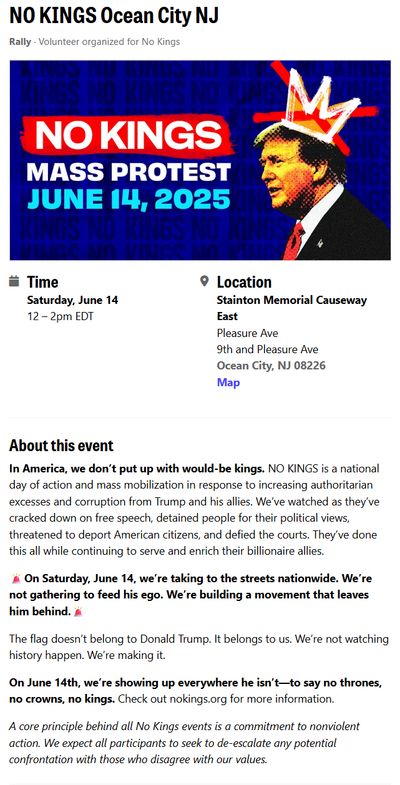 NO KINGS Ocean City NJ
Rally · Volunteer organized for No Kings
NO KINGS
MASS PROTEST
JUNE 14, 2025
Time
Saturday, June 14
12 – 2pm EDT
Location
Stainton Memorial Causeway
East
Pleasure Ave
9th and Pleasure Ave
Ocean City, NJ 08226
Map
About this event
In America, we don’t put up with would-be kings. NO KINGS is a national
day of action and mass mobilization in response to increasing authoritarian
excesses and corruption from Trump and his allies. We’ve watched as they’ve
cracked down on free speech, detained people for their political views,
threatened to deport American citizens, and defied the courts. They’ve done
this all while continuing to serve and enrich their billionaire allies.
🚨 On Saturday, June 14, we’re taking to the streets nationwide. We’re
not gathering to feed his ego. We’re building a movement that leaves
him behind. 🚨
The flag doesn’t belong to Donald Trump. It belongs to us. We’re not watching
history happen. We’re making it.
On June 14th, we’re showing up everywhere he isn’t—to say no thrones,
no crowns, no kings. Check out nokings.org for more information.
A core principle behind all No Kings events is a commitment to nonviolent
action. We expect all participants to seek to de-escalate any potential
confrontation with those who disagree with our values.